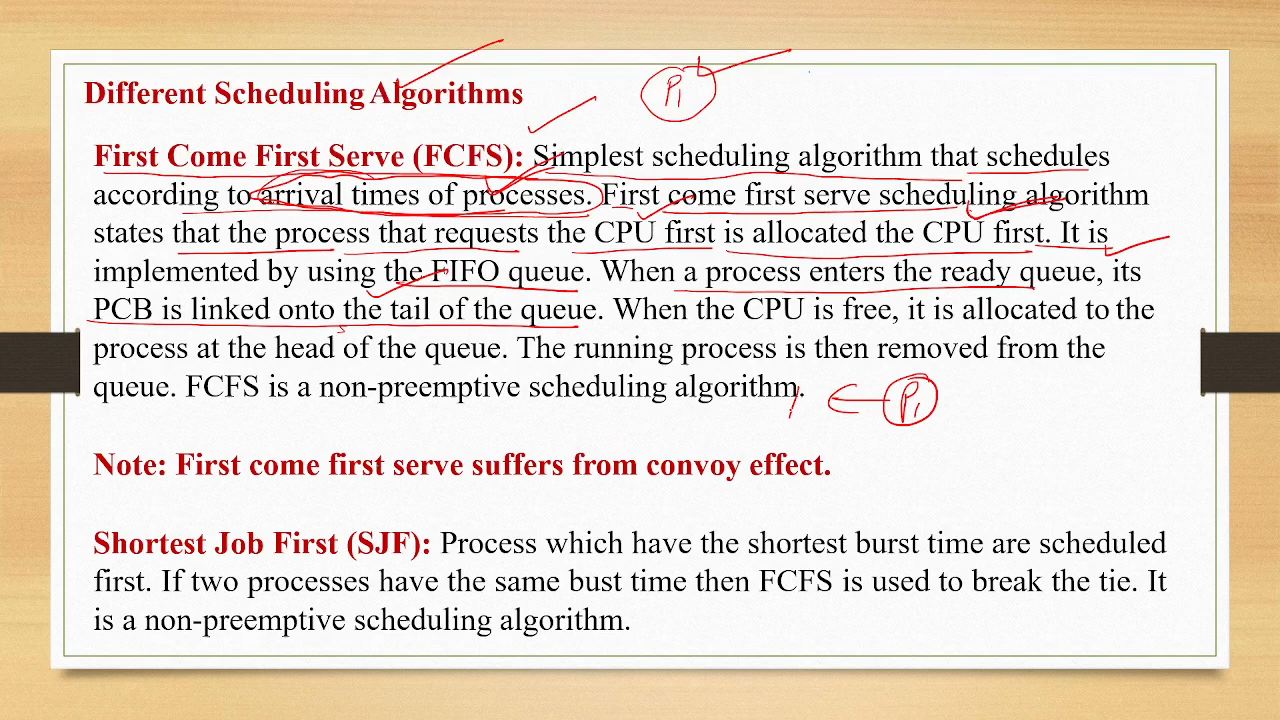 Different Scheduling Algorithms
P1
First Come First Serve (FCFS): Simplest scheduling algorithm that schedules
according to arrival times of processes. First come first serve scheduling algorithm
states that the process that requests the CPU first is allocated the CPU first. It is
implemented by using the FIFO queue. When a process enters the ready queue, its
PCB is linked onto the tail of the queue. When the CPU is free, it is allocated to the
process at the head of the queue. The running process is then removed from the
queue. FCFS is a non-preemptive scheduling algorithm.
P1
Note: First come first serve suffers from convoy effect.
Shortest Job First (SJF): Process which have the shortest burst time are scheduled
first. If two processes have the same bust time then FCFS is used to break the tie. It
is a non-preemptive scheduling algorithm.